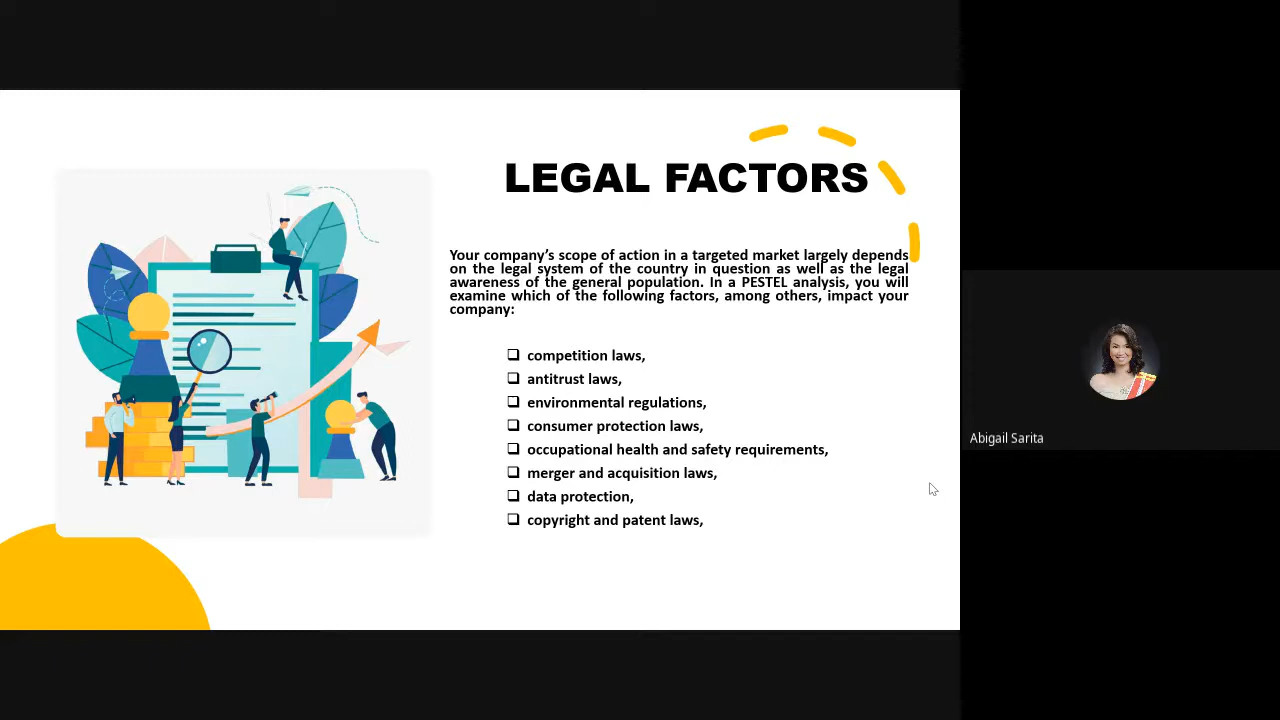 LEGAL FACTORS
Your company's scope of action in a targeted market largely depends
on the legal system of the country in question as well as the legal
awareness of the general population. In a PESTEL analysis, you will
examine which of the following factors, among others, impact your
company:
❑ competition laws,
❑ antitrust laws,
❑ environmental regulations,
❑ consumer protection laws,
❑ occupational health and safety requirements,
❑ merger and acquisition laws,
❑ data protection,
❑ copyright and patent laws,
Abigail Sarita